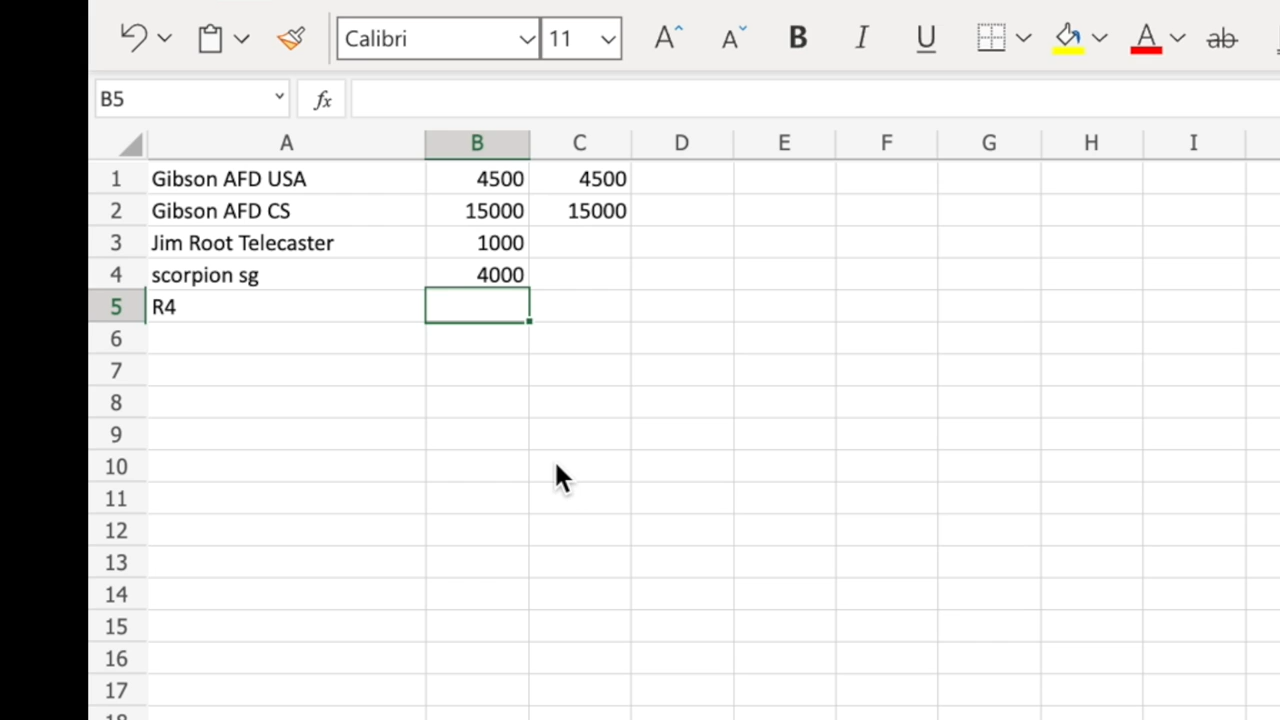 Calibri 11 A A B I U A ab
B5 fx
A B C D E F G H I
1 Gibson AFD USA 4500 4500
2 Gibson AFD CS 15000 15000
3 Jim Root Telecaster 1000
4 scorpion sg 4000
5 R4
6
7
8
9
10
11
12
13
14
15
16
17
18